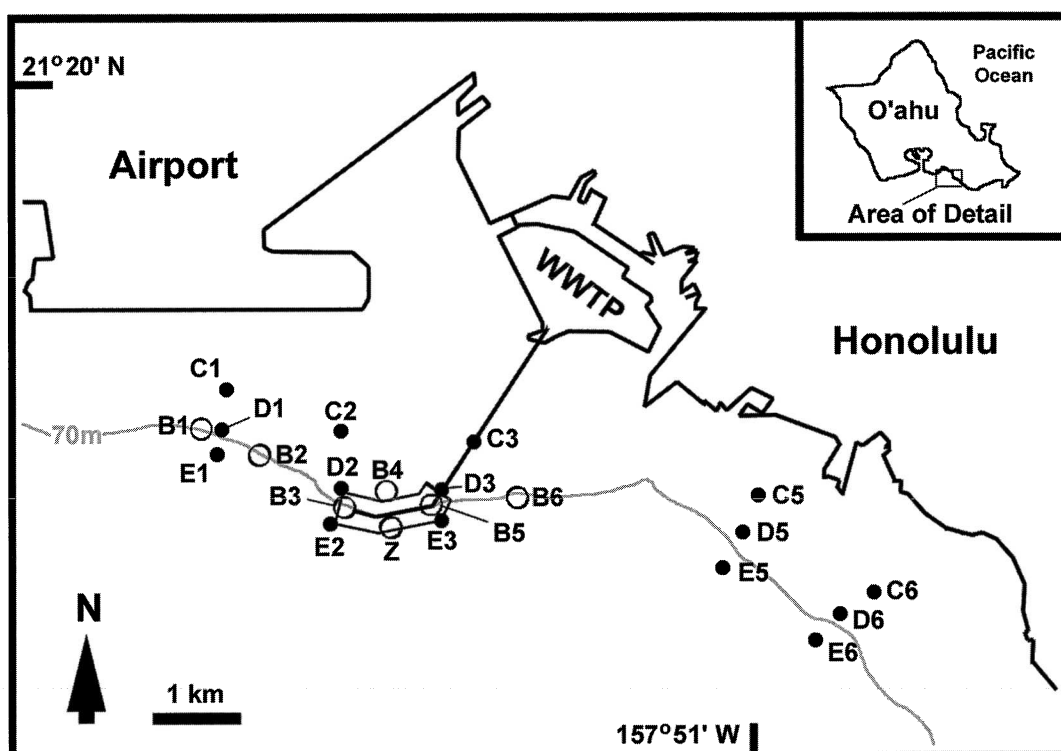 21°20' N
Pacific
Ocean
O'ahu
Area of Detail
Airport
WWTP
Honolulu
C1
D1
B1
70m
E1
B2
C2
C3
D2
B4
D3
B3
B6
B5
E2
Z
E3
C5
D5
E5
C6
D6
E6
N
1 km
157°51' W